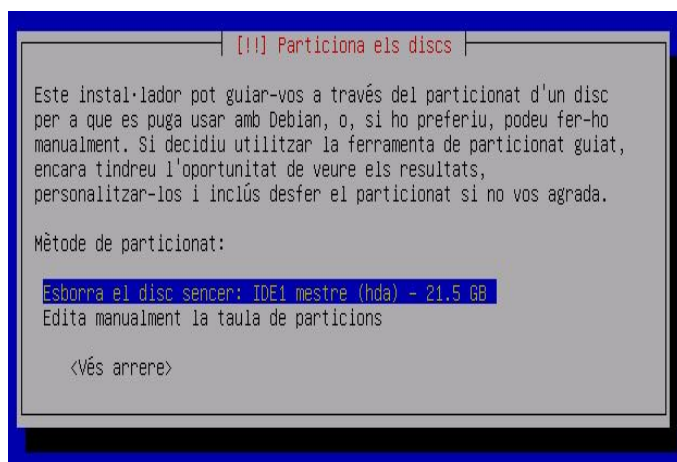 [!!] Particiona els discs
Este instal·lador pot guiar-vos a través del particionat d'un disc
per a que es puga usar amb Debian, o, si ho preferiu, podeu fer-ho
manualment. Si decidiu utilitzar la ferramenta de particionat guiat,
encara tindreu l'oportunitat de veure els resultats,
personalitzar-los i inclús desfer el particionat si no vos agrada.
Mètode de particionat:
Esborra el disc sencer: IDE1 mestre (hda) - 21.5 GB
Edita manualment la taula de particions
<Vés arrere>